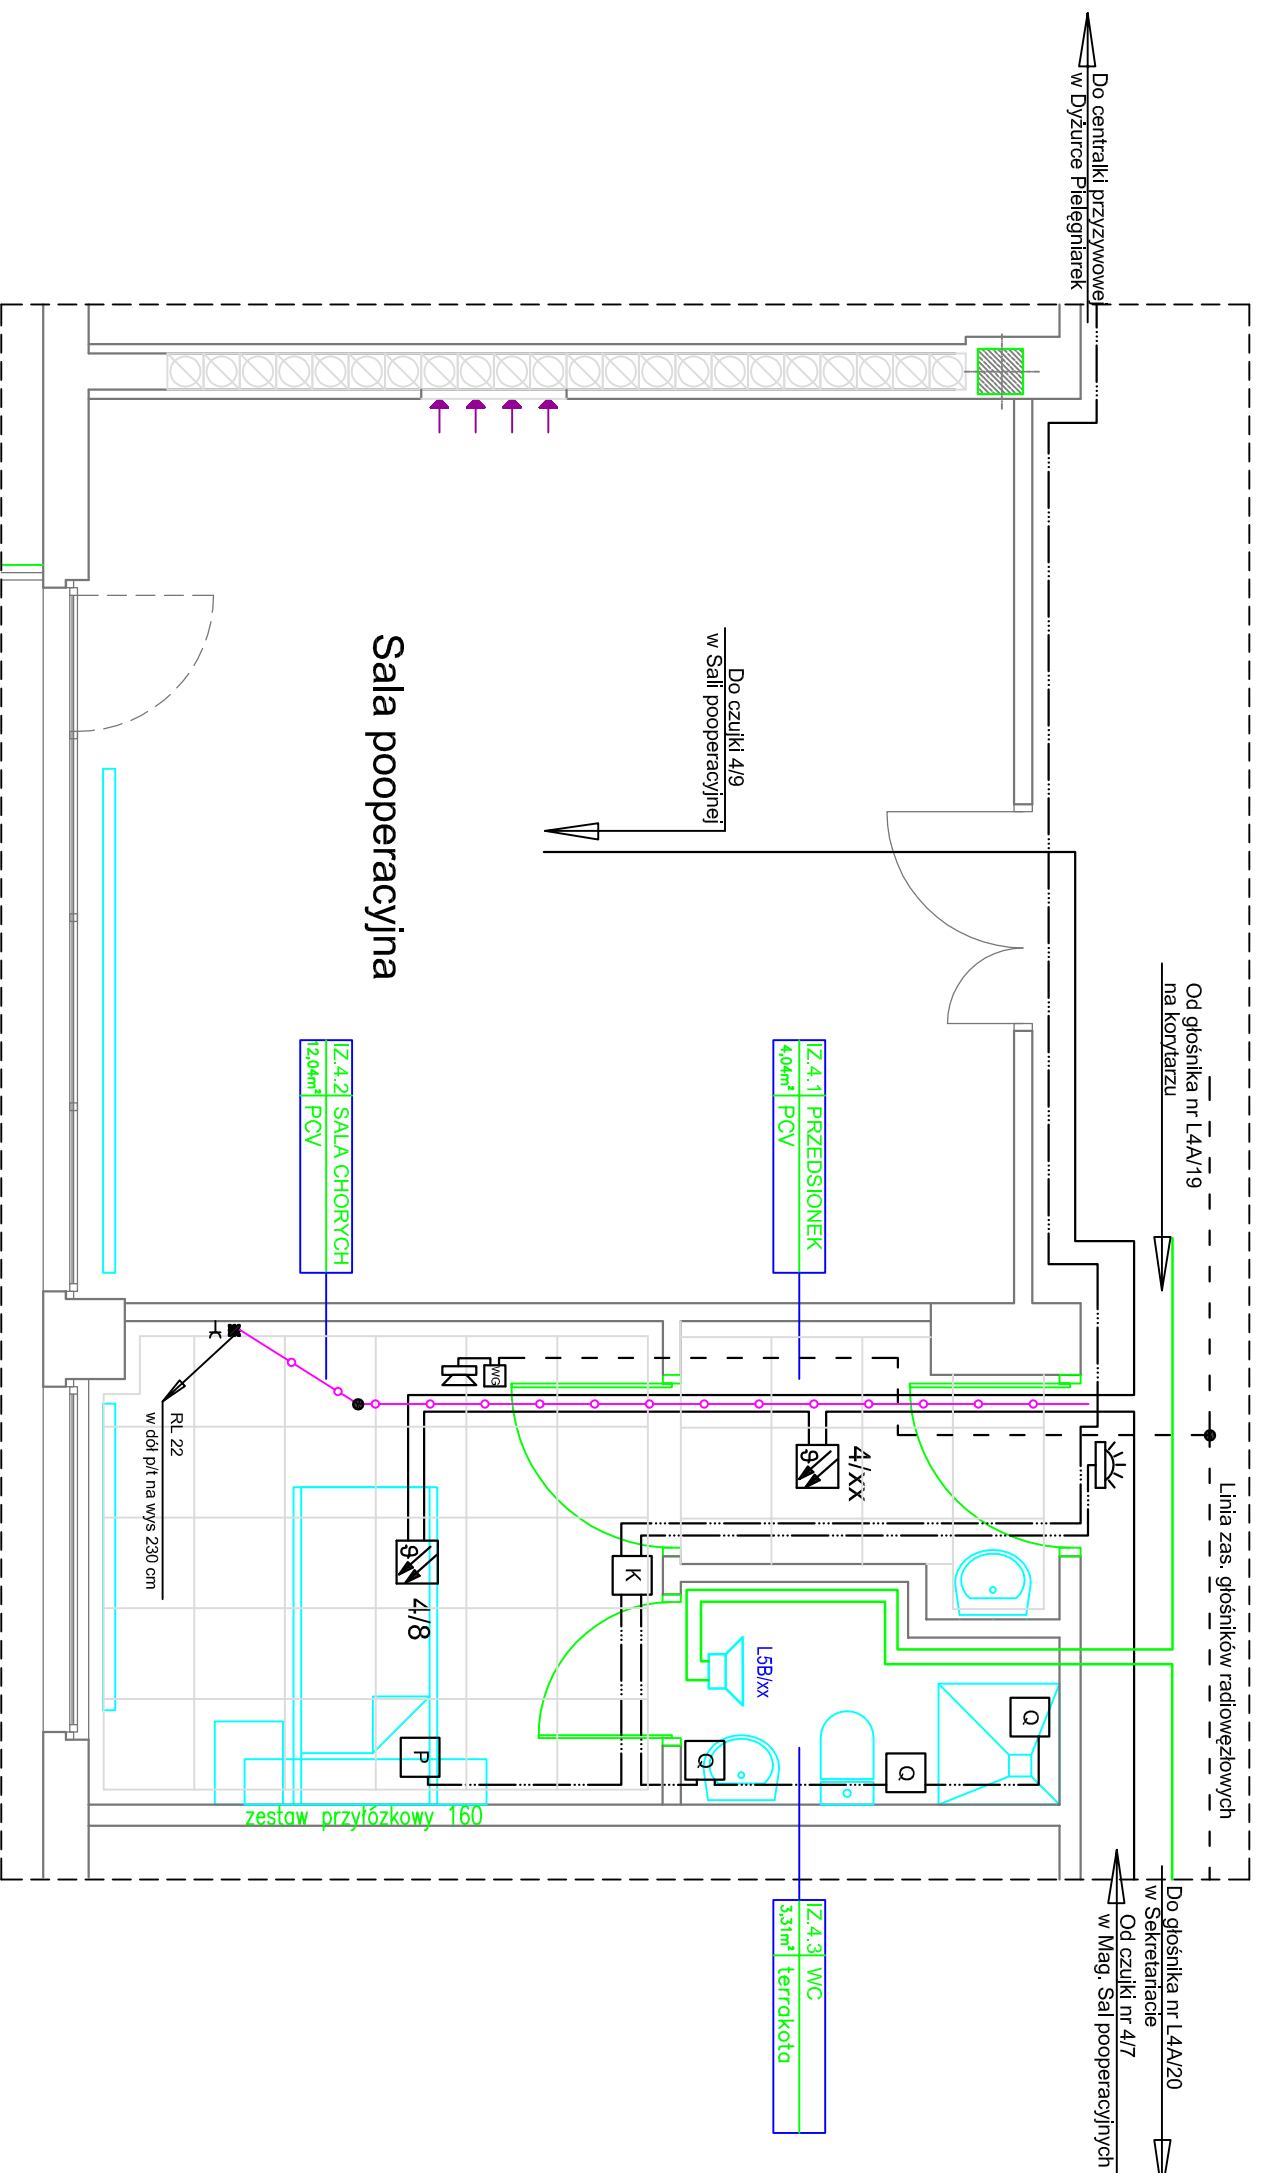 Do centralki przyzywowej
w Dyżurce Pielęgniarek
Od głośnika nr L4A/19
na korytarzu
Linia zas. głośników radiowęzłowych
Do głośnika nr L4A/20
w Sekretariacie
Od czujki nr 4/7
w Mag. Sal pooperacyjnych
Do czujki 4/9
w Sali pooperacyjnej
Sala pooperacyjna
IZ.4.1 PRZEDSIONEK
4,04m² PCV
IZ.4.2 SALA CHORYCH
12,04m² PCV
IZ.4.3 WC
3,31m² terrakota
4/xx
4/8
WG
K
P
Q
Q
Q
L5B/xx
RL 22
w dół p/t na wys 230 cm
zestaw przyłóżkowy 160